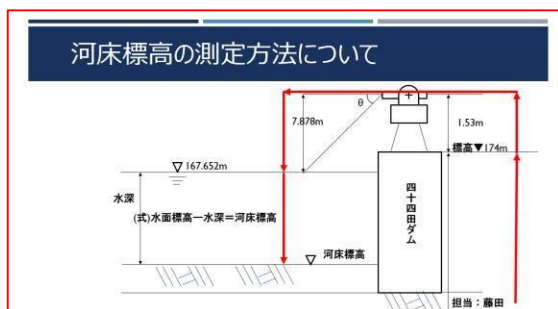 河床標高の測定方法について
θ
7.878m
1.53m
標高▼174m
▽167.652m
水深
(式)水面標高ー水深=河床標高
四十四田ダム
河床標高
▽
担当:藤田